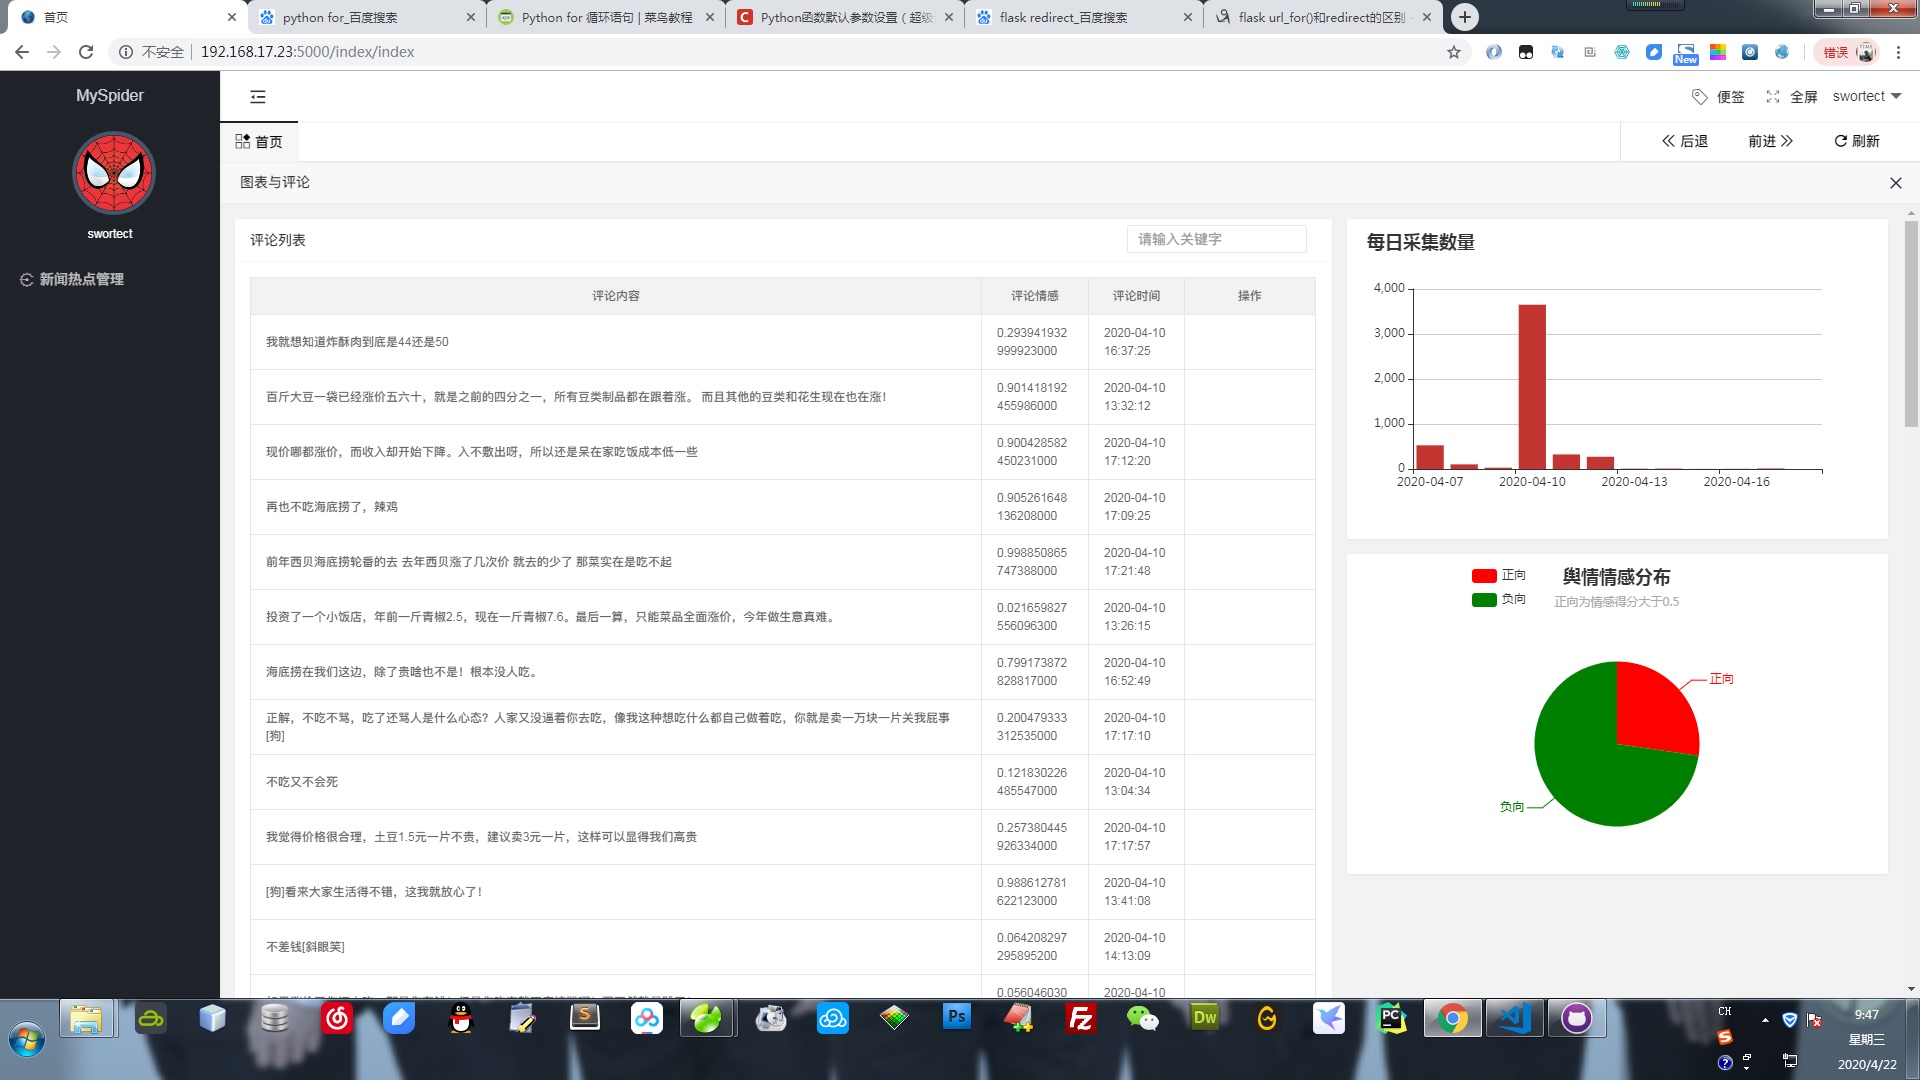 首页
python for_百度搜索
Python for 循环语句 | 菜鸟教程
Python函数默认参数设置（超级
flask redirect_百度搜索
flask url_for()和redirect的区别
不安全
192.168.17.23:5000/index/index
New
错误
MySpider
便签
全屏
swortect
首页
后退
前进
刷新
图表与评论
swortect
新闻热点管理
评论列表
请输入关键字
评论内容 评论情感 评论时间 操作
我就想知道炸酥肉到底是44还是50
0.293941932
999923000
2020-04-10
16:37:25
百斤大豆一袋已经涨价五六十，就是之前的四分之一，所有豆类制品都在跟着涨。 而且其他的豆类和花生现在也在涨！
0.901418192
455986000
2020-04-10
13:32:12
现价哪都涨价，而收入却开始下降。入不敷出呀，所以还是呆在家吃饭成本低一些
0.900428582
450231000
2020-04-10
17:12:20
再也不吃海底捞了，辣鸡
0.905261648
136208000
2020-04-10
17:09:25
前年西贝海底捞轮番的去 去年西贝涨了几次价 就去的少了 那菜实在是吃不起
0.998850865
747388000
2020-04-10
17:21:48
投资了一个小饭店，年前一斤青椒2.5，现在一斤青椒7.6。最后一算，只能菜品全面涨价，今年做生意真难。
0.021659827
556096300
2020-04-10
13:26:15
海底捞在我们这边，除了贵啥也不是！根本没人吃。
0.799173872
828817000
2020-04-10
16:52:49
正解，不吃不骂，吃了还骂人是什么心态？人家又没逼着你去吃，像我这种想吃什么都自己做着吃，你就是卖一万块一片关我屁事
[狗]
0.200479333
312535000
2020-04-10
17:17:10
不吃又不会死
0.121830226
485547000
2020-04-10
13:04:34
我觉得价格很合理，土豆1.5元一片不贵，建议卖3元一片，这样可以显得我们高贵
0.257380445
926334000
2020-04-10
17:17:57
[狗]看来大家生活得不错，这我就放心了！
0.988612781
622123000
2020-04-10
13:41:08
不差钱[斜眼笑]
0.064208297
295895200
2020-04-10
14:13:09
0.056046030
2020-04-10
每日采集数量
4,000
3,000
2,000
1,000
0
2020-04-07 2020-04-10 2020-04-13 2020-04-16
正向
负向
舆情情感分布
正向为情感得分大于0.5
正向
负向
Ps
Fz
Dw
PC
CH
9:47
星期三
2020/4/22